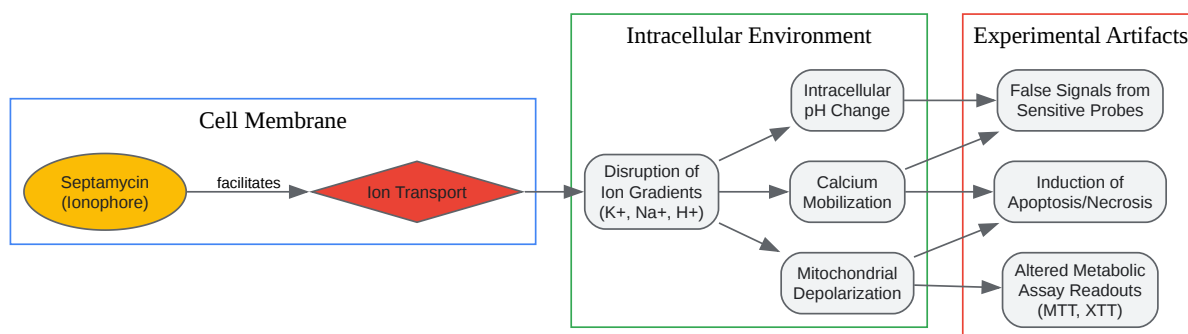 Cell Membrane
Septamycin
(Ionophore)
facilitates
Ion Transport
Intracellular Environment
Disruption of
Ion Gradients
(K+, Na+, H+)
Intracellular
pH Change
Calcium
Mobilization
Mitochondrial
Depolarization
Experimental Artifacts
False Signals from
Sensitive Probes
Induction of
Apoptosis/Necrosis
Altered Metabolic
Assay Readouts
(MTT, XTT)